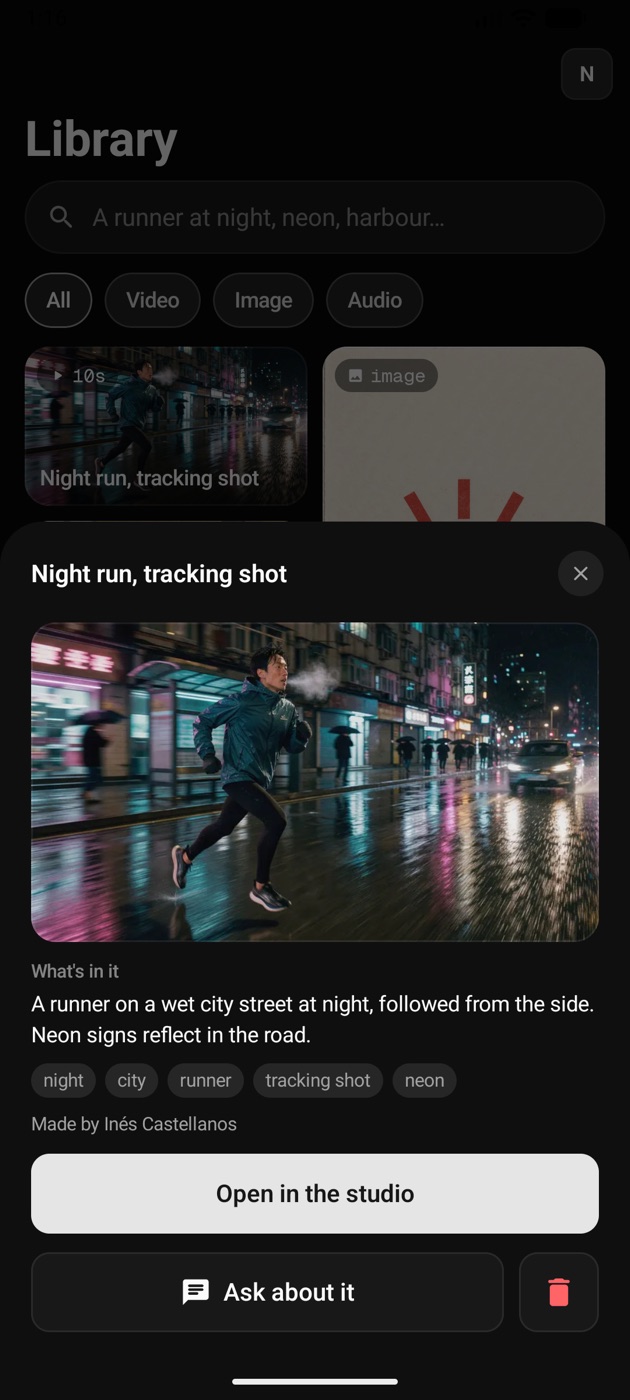 N
Library
A runner at night, neon, harbour...
All
Video
Image
Audio
10s
image
Night run, tracking shot
Night run, tracking shot
What's in it
A runner on a wet city street at night, followed from the side.
Neon signs reflect in the road.
night
city
runner
tracking shot
neon
Made by Inés Castellanos
Open in the studio
Ask about it